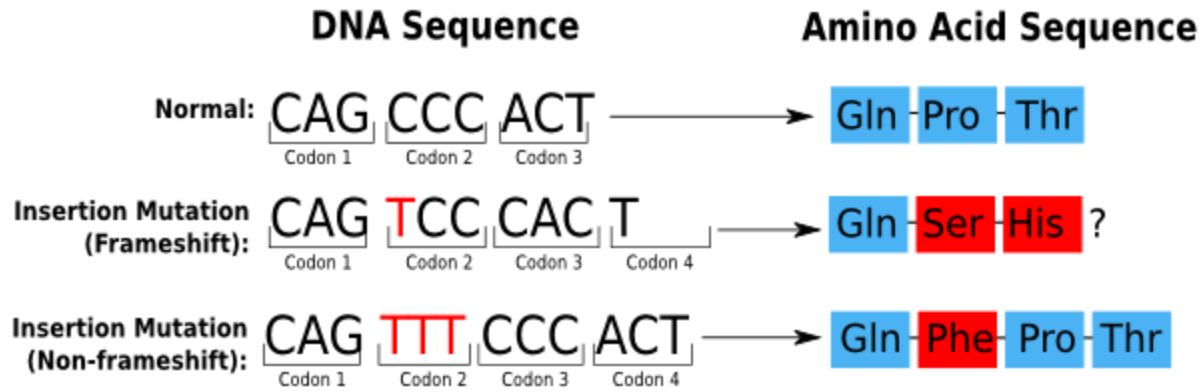 DNA Sequence Amino Acid Sequence
Normal: CAG CCC ACT Gln Pro Thr
Codon 1 Codon 2 Codon 3
Insertion Mutation
(Frameshift): CAG TCC CAC T Gln Ser His ?
Codon 1 Codon 2 Codon 3 Codon 4
Insertion Mutation
(Non-frameshift): CAG TTT CCC ACT Gln Phe Pro Thr
Codon 1 Codon 2 Codon 3 Codon 4